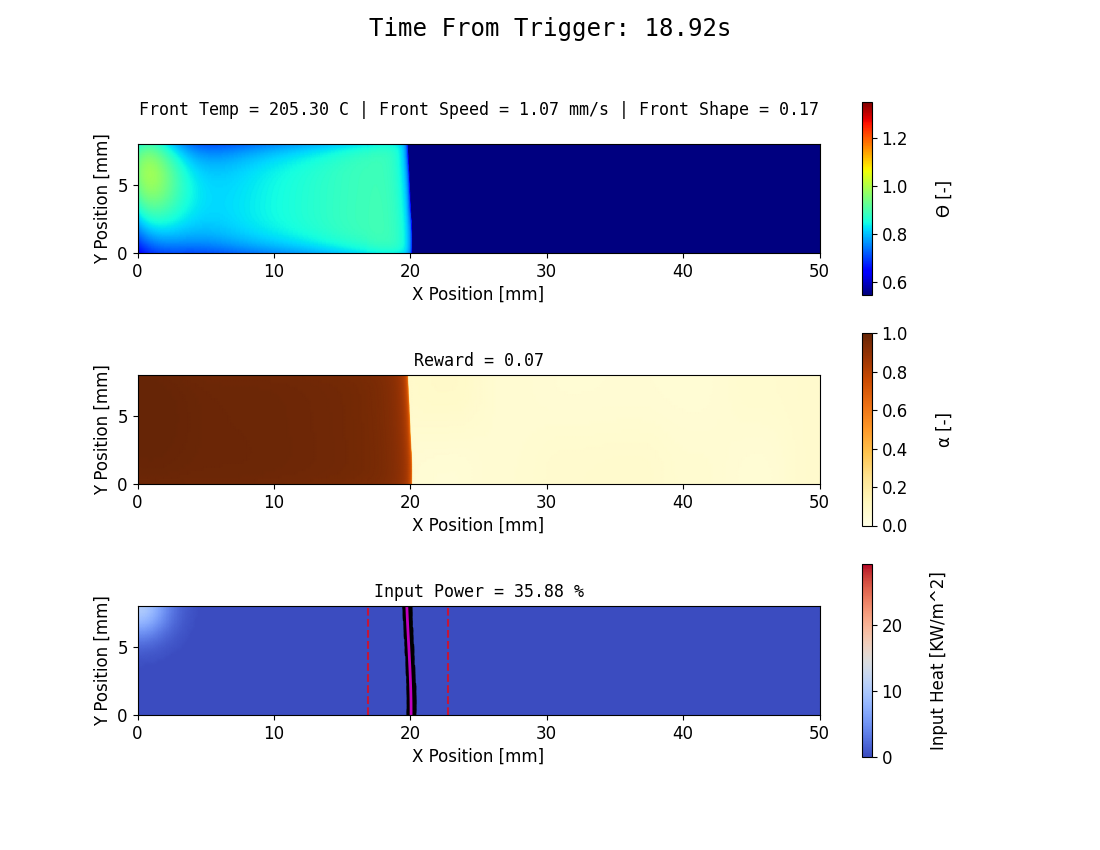 Time From Trigger: 18.92s
Front Temp = 205.30 C | Front Speed = 1.07 mm/s | Front Shape = 0.17
Y Position [mm]
5
0
0 10 20 30 40 50
X Position [mm]
1.2
1.0
0.8
0.6
Θ [-]
Reward = 0.07
Y Position [mm]
5
0
0 10 20 30 40 50
X Position [mm]
1.0
0.8
0.6
0.4
0.2
0.0
α [-]
Input Power = 35.88 %
Y Position [mm]
5
0
0 10 20 30 40 50
X Position [mm]
20
10
0
Input Heat [KW/m^2]